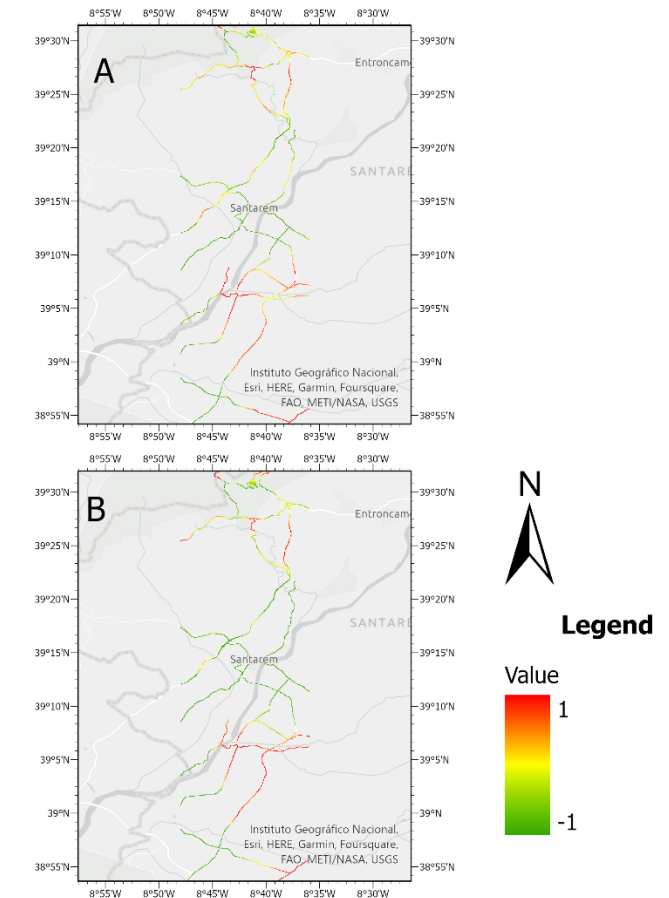 8°55'W 8°50'W 8°45'W 8°40'W 8°35'W 8°30'W
39°30'N 39°30'N
A
Entroncam
39°25'N 39°25'N
39°20'N 39°20'N
SANTARE
39°15'N 39°15'N
Santarém
39°10'N 39°10'N
39°5'N 39°5'N
39°N 39°N
Instituto Geográfico Nacional,
Esri, HERE, Garmin, Foursquare,
FAO, METI/NASA, USGS
38°55'N 38°55'N
8°55'W 8°50'W 8°45'W 8°40'W 8°35'W 8°30'W
8°55'W 8°50'W 8°45'W 8°40'W 8°35'W 8°30'W
39°30'N 39°30'N
B
Entroncam
39°25'N 39°25'N
39°20'N 39°20'N
SANTARE
39°15'N 39°15'N
Santarém
39°10'N 39°10'N
39°5'N 39°5'N
39°N 39°N
Instituto Geográfico Nacional,
Esri, HERE, Garmin, Foursquare,
FAO, METI/NASA, USGS
38°55'N 38°55'N
8°55'W 8°50'W 8°45'W 8°40'W 8°35'W 8°30'W
N
Legend
Value
1
-1